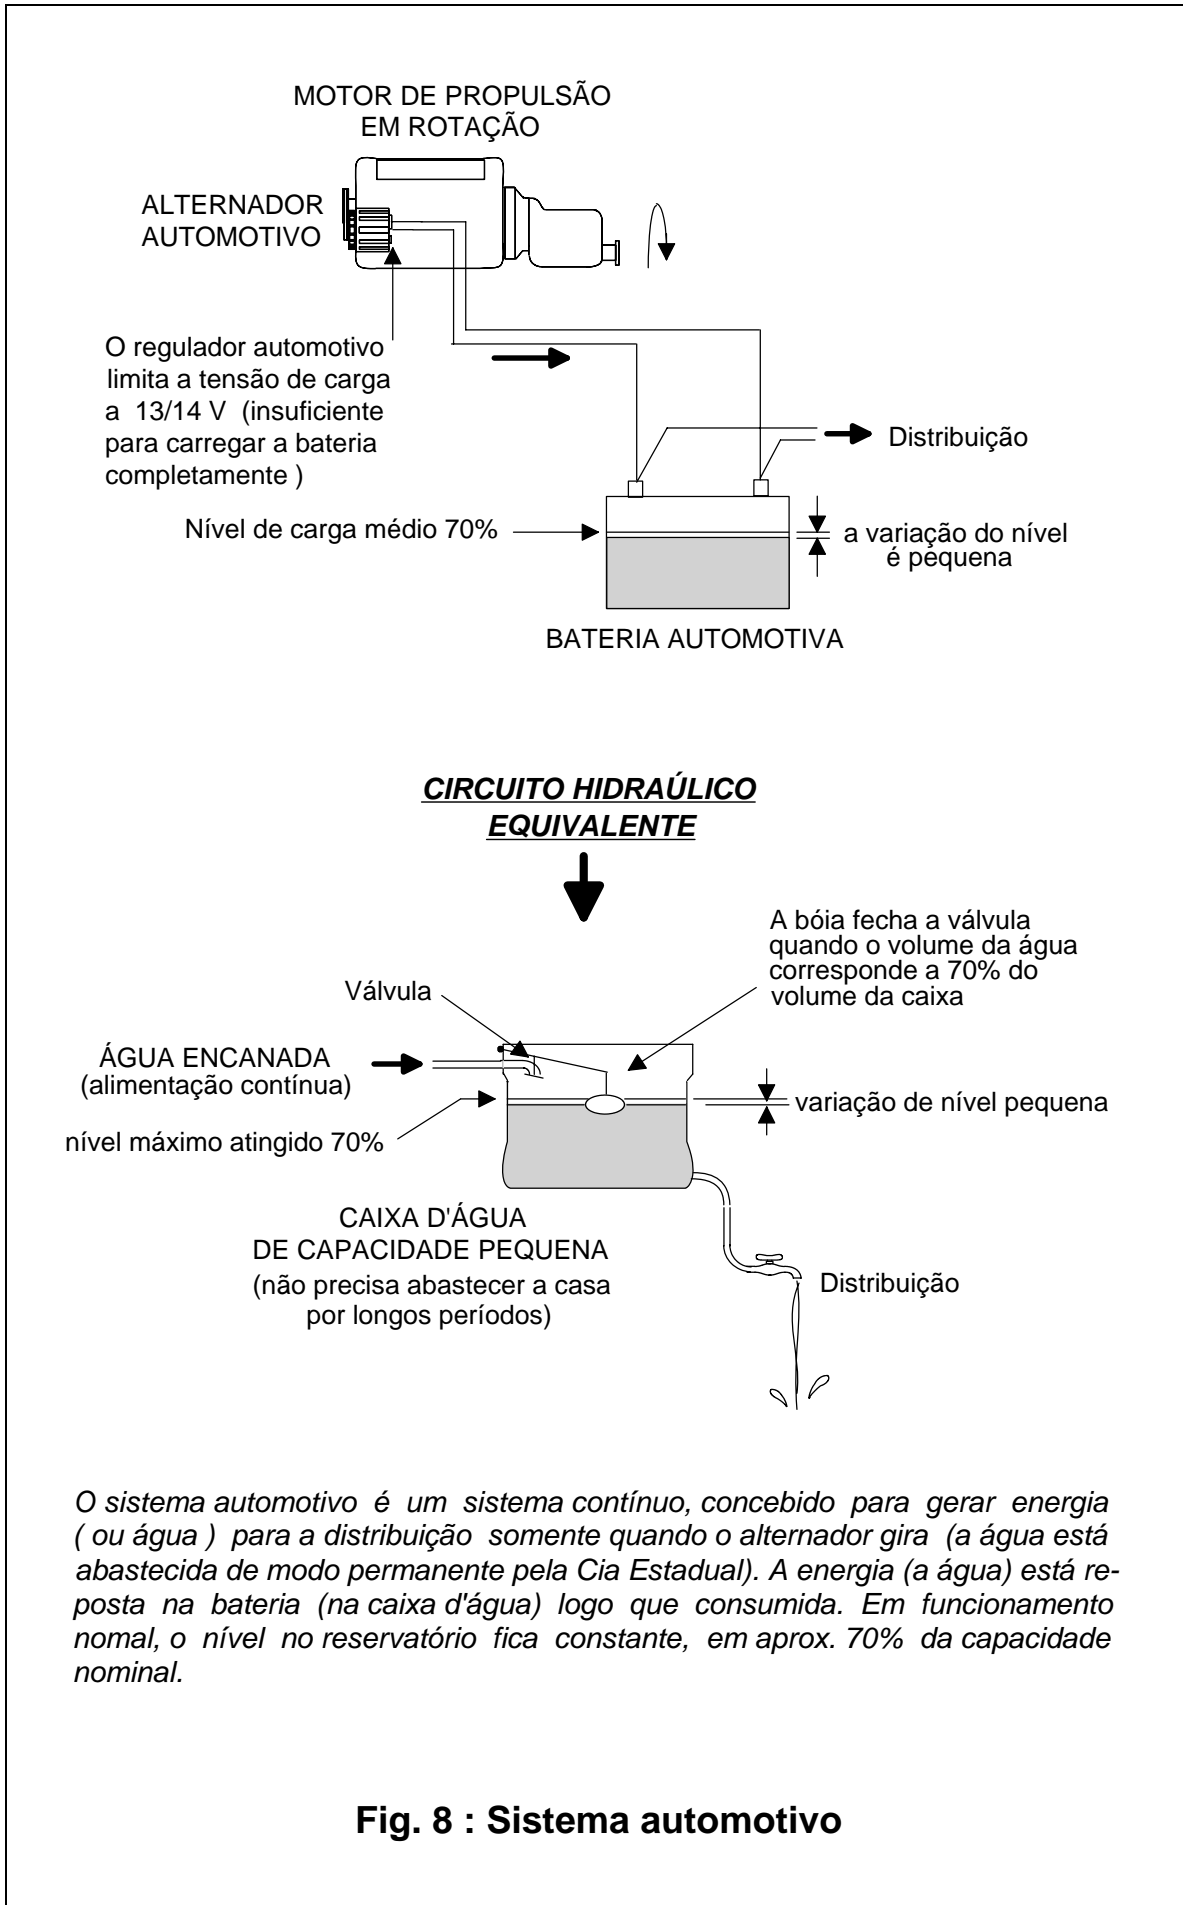 MOTOR DE PROPULSÃO
EM ROTAÇÃO
ALTERNADOR
AUTOMOTIVO
O regulador automotivo
limita a tensão de carga
a 13/14 V (insuficiente
para carregar a bateria
completamente )
Distribuição
Nível de carga médio 70%
a variação do nível
é pequena
BATERIA AUTOMOTIVA
CIRCUITO HIDRAÚLICO
EQUIVALENTE
A bóia fecha a válvula
quando o volume da água
corresponde a 70% do
volume da caixa
Válvula
ÁGUA ENCANADA
(alimentação contínua)
variação de nível pequena
nível máximo atingido 70%
CAIXA D'ÁGUA
DE CAPACIDADE PEQUENA
(não precisa abastecer a casa
por longos períodos)
Distribuição
O sistema automotivo é um sistema contínuo, concebido para gerar energia
( ou água ) para a distribuição somente quando o alternador gira (a água está
abastecida de modo permanente pela Cia Estadual). A energia (a água) está re-
posta na bateria (na caixa d'água) logo que consumida. Em funcionamento
nomal, o nível no reservatório fica constante, em aprox. 70% da capacidade
nominal.
Fig. 8 : Sistema automotivo